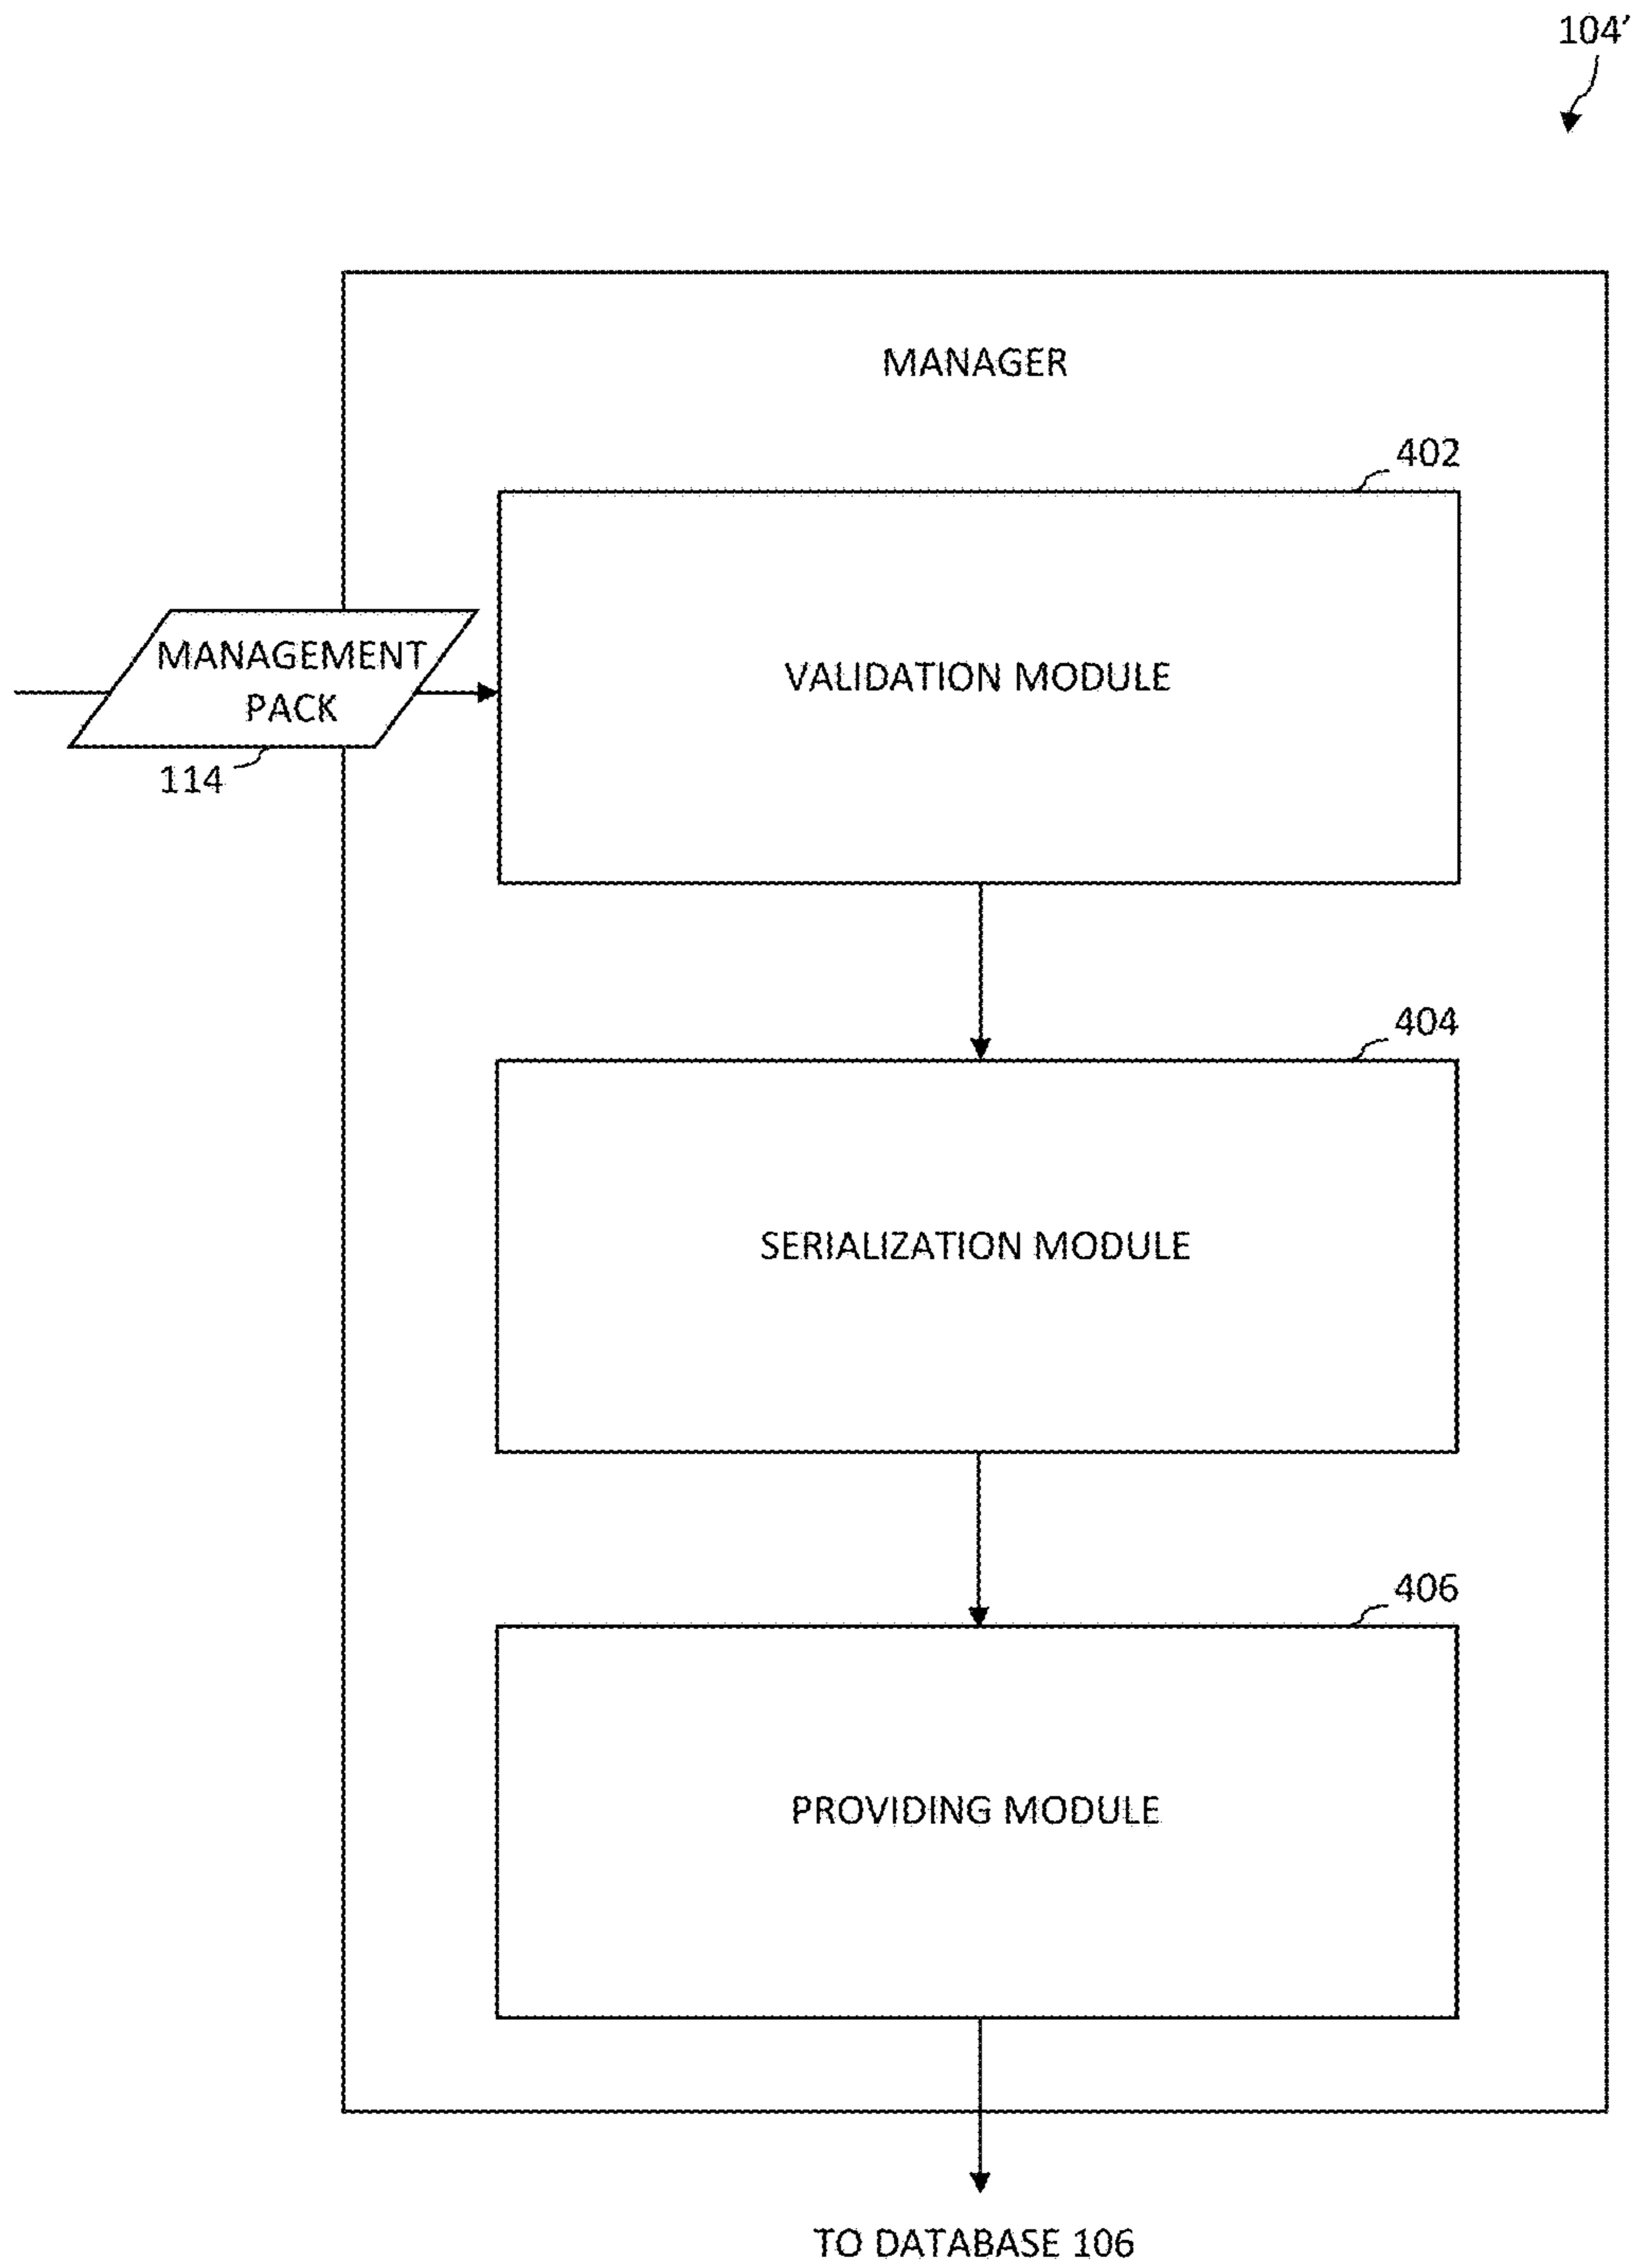 104’
MANAGER
402
VALIDATION MODULE
MANAGEMENT
PACK
114
404
SERIALIZATION MODULE
406
PROVIDING MODULE
TO DATABASE 106